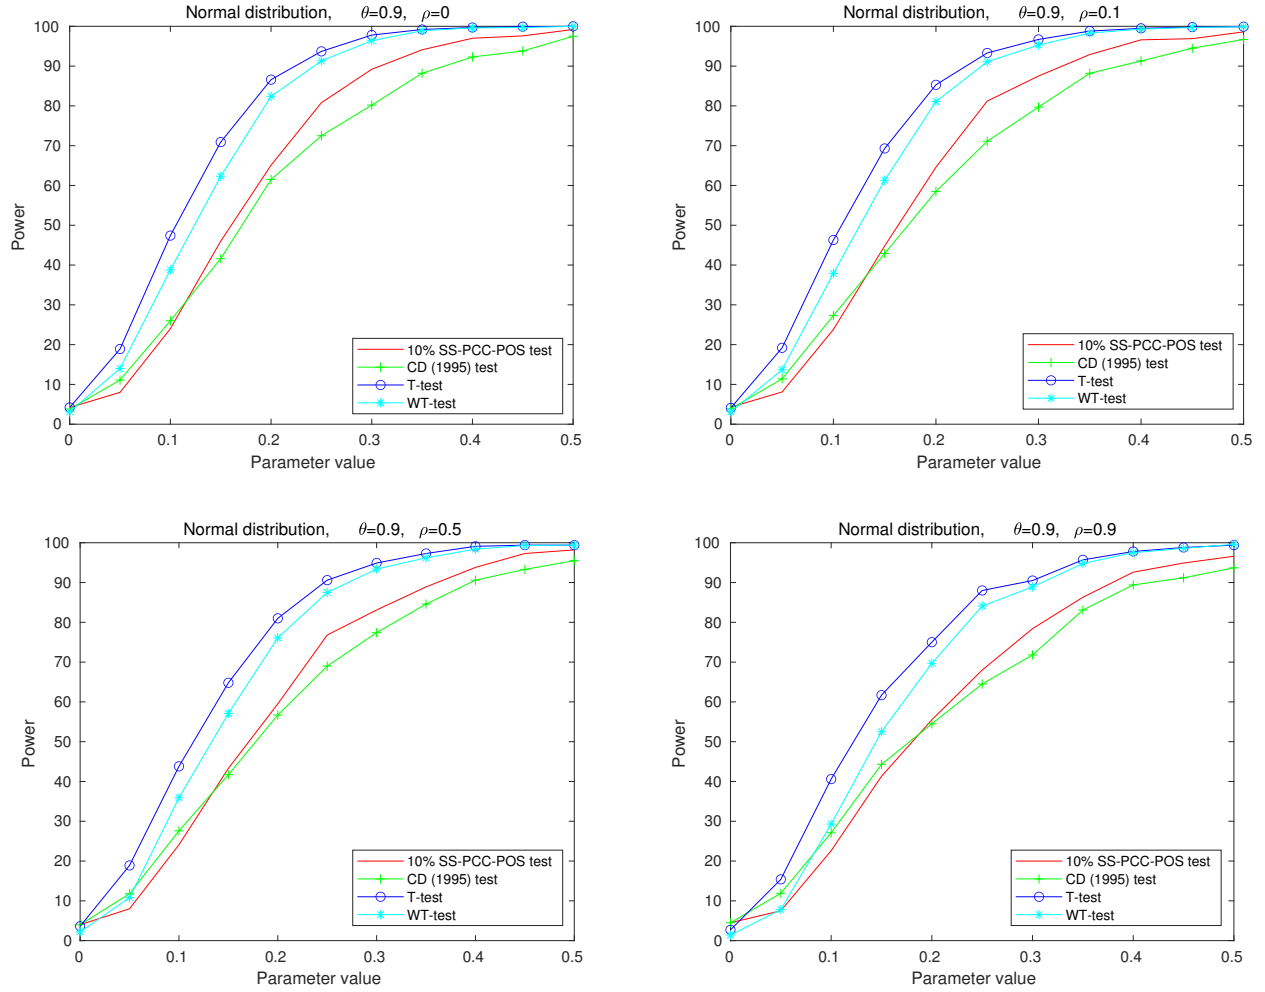 Normal distribution, θ=0.9, ρ=0
100
90
80
70
60
50
40
30
20
10
0
Power
10% SS-PCC-POS test
CD (1995) test
T-test
WT-test
0 0.1 0.2 0.3 0.4 0.5
Parameter value
Normal distribution, θ=0.9, ρ=0.1
100
90
80
70
60
50
40
30
20
10
0
Power
10% SS-PCC-POS test
CD (1995) test
T-test
WT-test
0 0.1 0.2 0.3 0.4 0.5
Parameter value
Normal distribution, θ=0.9, ρ=0.5
100
90
80
70
60
50
40
30
20
10
0
Power
10% SS-PCC-POS test
CD (1995) test
T-test
WT-test
0 0.1 0.2 0.3 0.4 0.5
Parameter value
Normal distribution, θ=0.9, ρ=0.9
100
90
80
70
60
50
40
30
20
10
0
Power
10% SS-PCC-POS test
CD (1995) test
T-test
WT-test
0 0.1 0.2 0.3 0.4 0.5
Parameter value